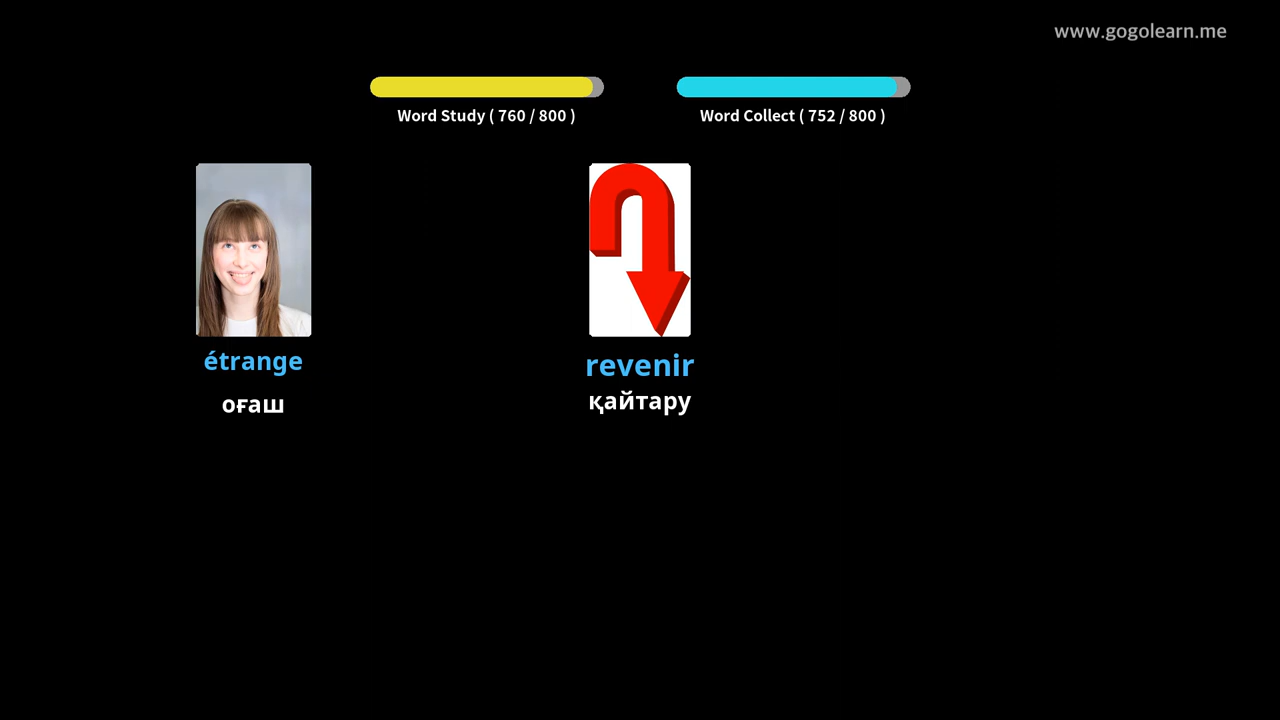 www.gogolearn.me
Word Study ( 760 / 800 )
Word Collect ( 752 / 800 )
étrange
оғаш
revenir
қайтару